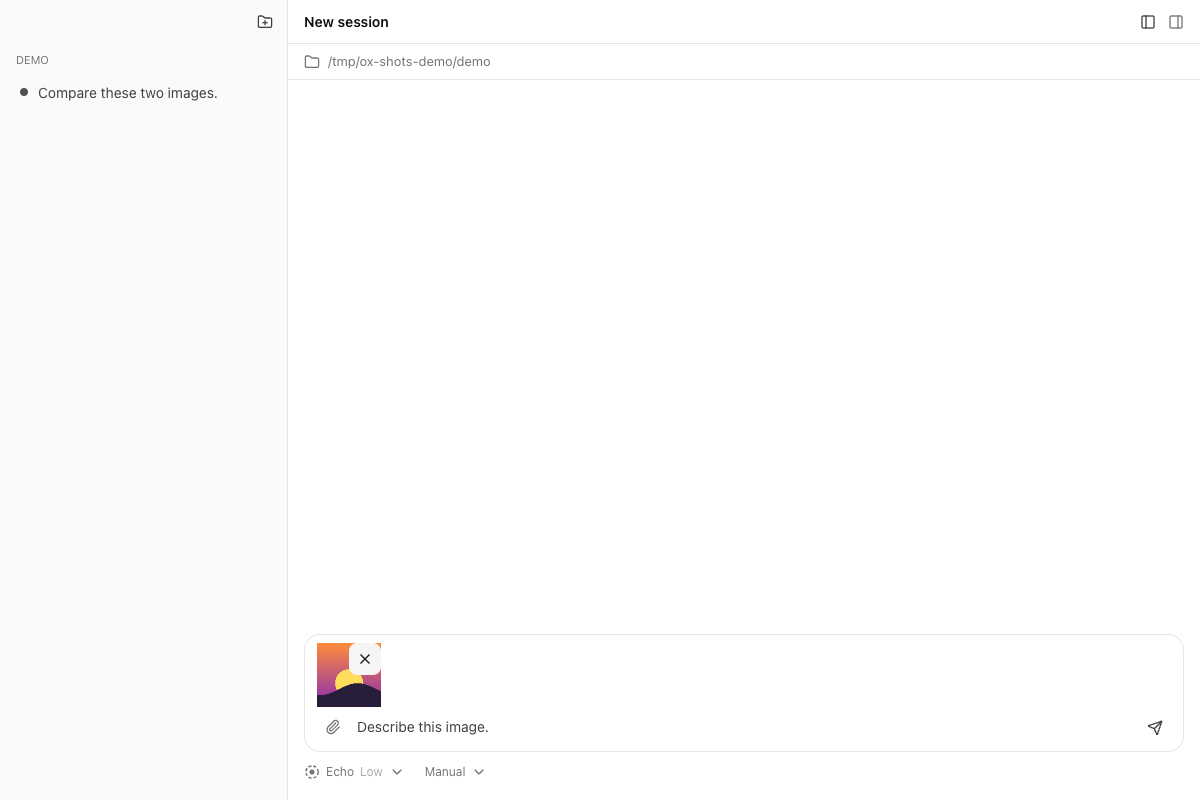 New session
/tmp/ox-shots-demo/demo
DEMO
Compare these two images.
Describe this image.
Echo Low
Manual